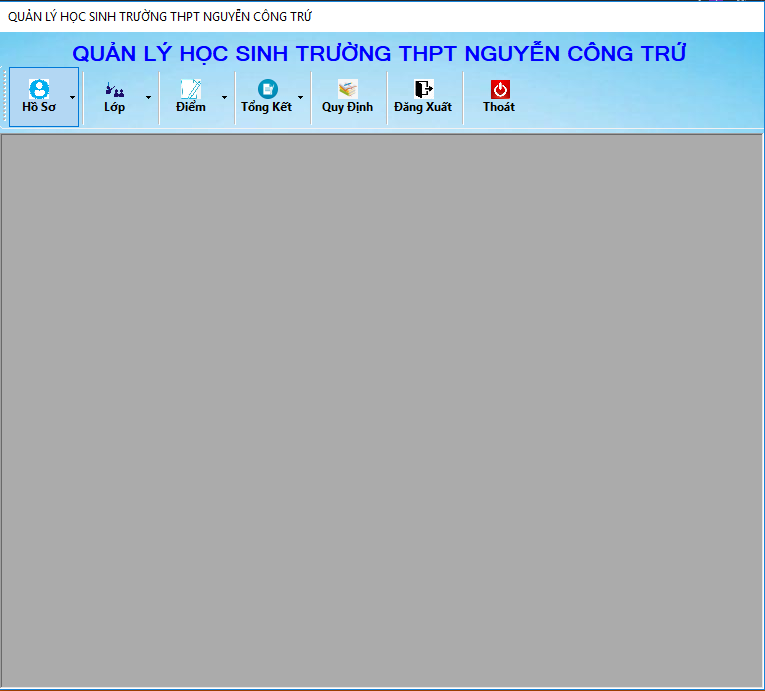 QUẢN LÝ HỌC SINH TRƯỜNG THPT NGUYỄN CÔNG TRỨ
QUẢN LÝ HỌC SINH TRƯỜNG THPT NGUYỄN CÔNG TRỨ
Hồ Sơ Lớp Điểm Tổng Kết Quy Định Đăng Xuất Thoát